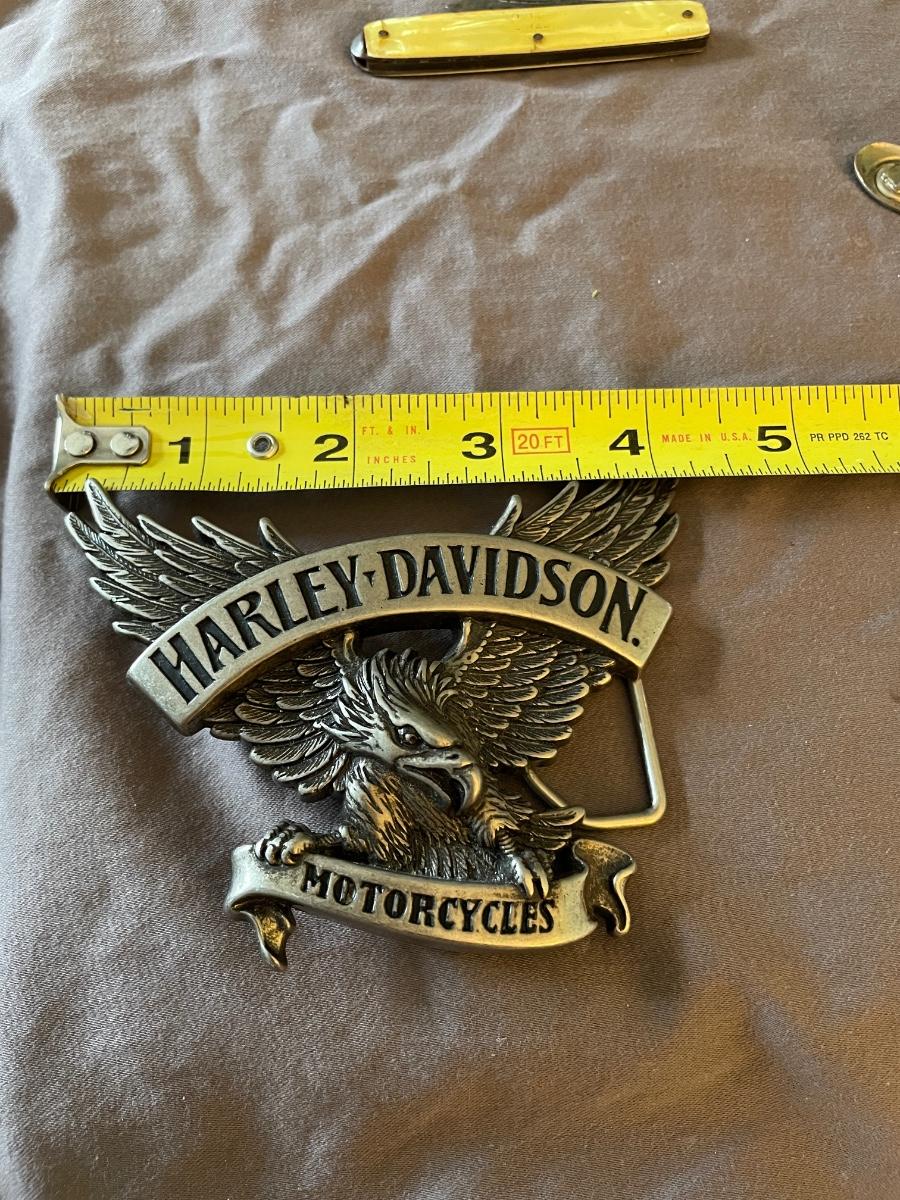 1 2 FT. & IN. INCHES 3 20 FT 4 MADE IN U.S.A. 5 PR PPD 262 TC
HARLEY-DAVIDSON.
MOTORCYCLES